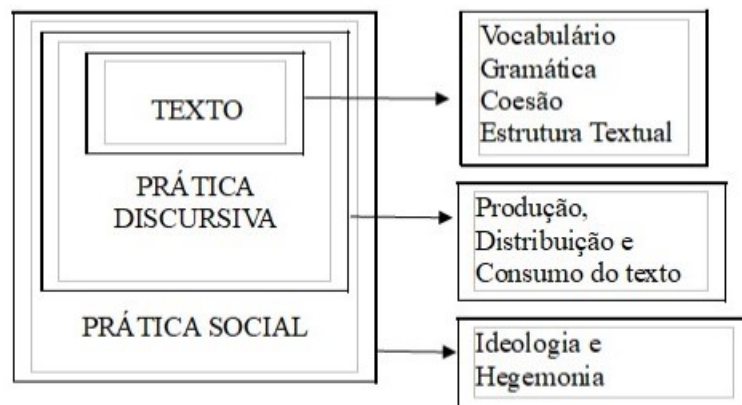 TEXTO
PRÁTICA
DISCURSIVA
PRÁTICA SOCIAL
Vocabulário
Gramática
Coesão
Estrutura Textual
Produção,
Distribuição e
Consumo do texto
Ideologia e
Hegemonia